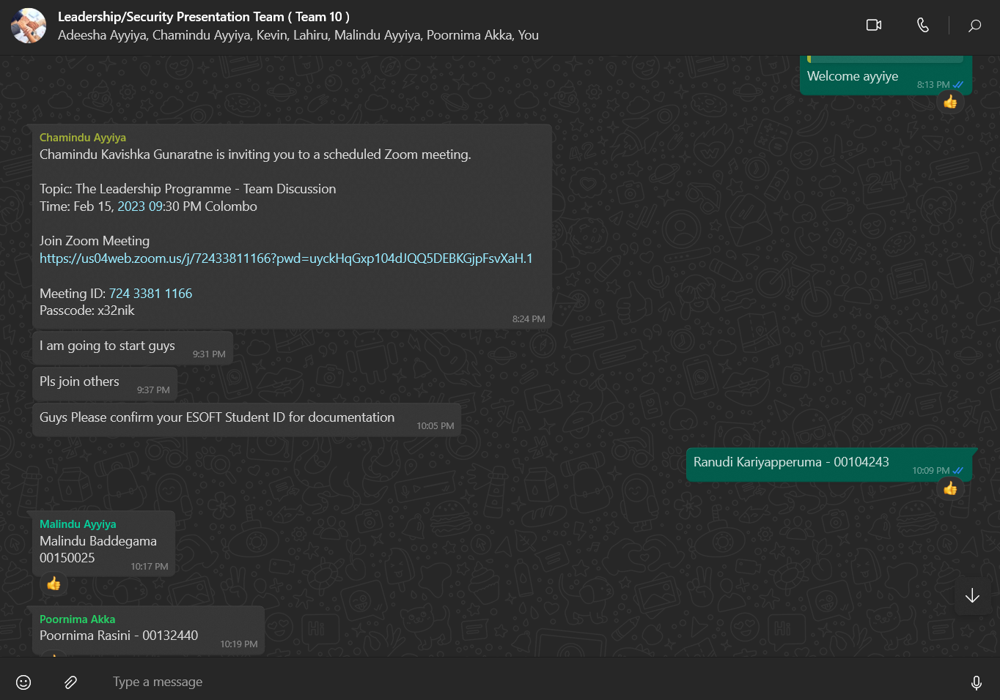 Leadership/Security Presentation Team ( Team 10 )
Adeesha Ayyiya, Chamindu Ayyiya, Kevin, Lahiru, Malindu Ayyiya, Poornima Akka, You
Welcome ayyiye
8:13 PM
Chamindu Ayyiya
Chamindu Kavishka Gunaratne is inviting you to a scheduled Zoom meeting.
Topic: The Leadership Programme - Team Discussion
Time: Feb 15, 2023 09:30 PM Colombo
Join Zoom Meeting
https://us04web.zoom.us/j/72433811166?pwd=uyckHqGxp104dJQQ5DEBKGjpFsvXaH.1
Meeting ID: 724 3381 1166
Passcode: x32nik
8:24 PM
I am going to start guys
9:31 PM
Pls join others
9:37 PM
Guys Please confirm your ESOFT Student ID for documentation
10:05 PM
Ranudi Kariyapperuma - 00104243
10:09 PM
Malindu Ayyiya
Malindu Baddegama
00150025
10:17 PM
Poornima Akka
Poornima Rasini - 00132440
10:19 PM
Type a message